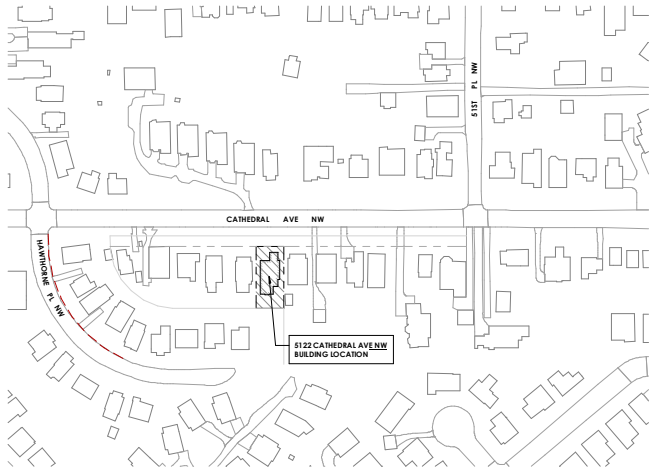 51ST PL NW
CATHEDRAL AVE NW
HAWTHORNE PL NW
5122 CATHEDRAL AVE NW
BUILDING LOCATION